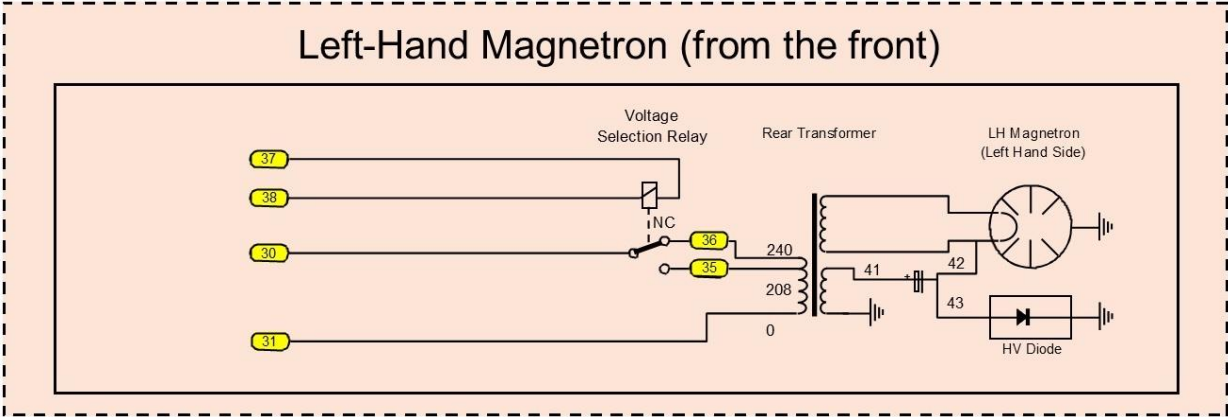 Left-Hand Magnetron (from the front)
Voltage
Selection Relay
Rear Transformer
LH Magnetron
(Left Hand Side)
37
38
NC
36
30
240
35
41
42
+
208
43
0
31
HV Diode